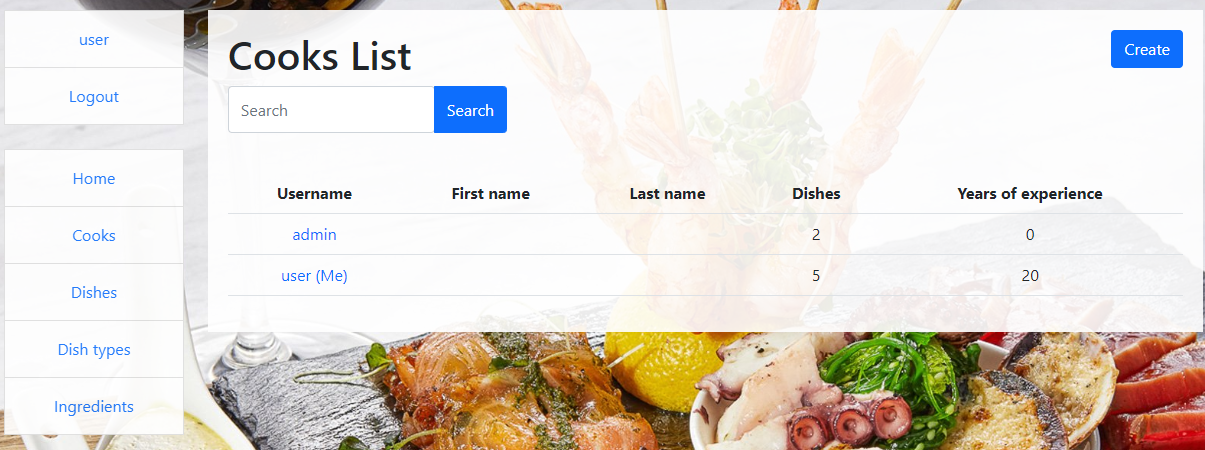 user
Logout
Home
Cooks
Dishes
Dish types
Ingredients
Cooks List
Create
Search Search
Username First name Last name Dishes Years of experience
admin 2 0
user (Me) 5 20